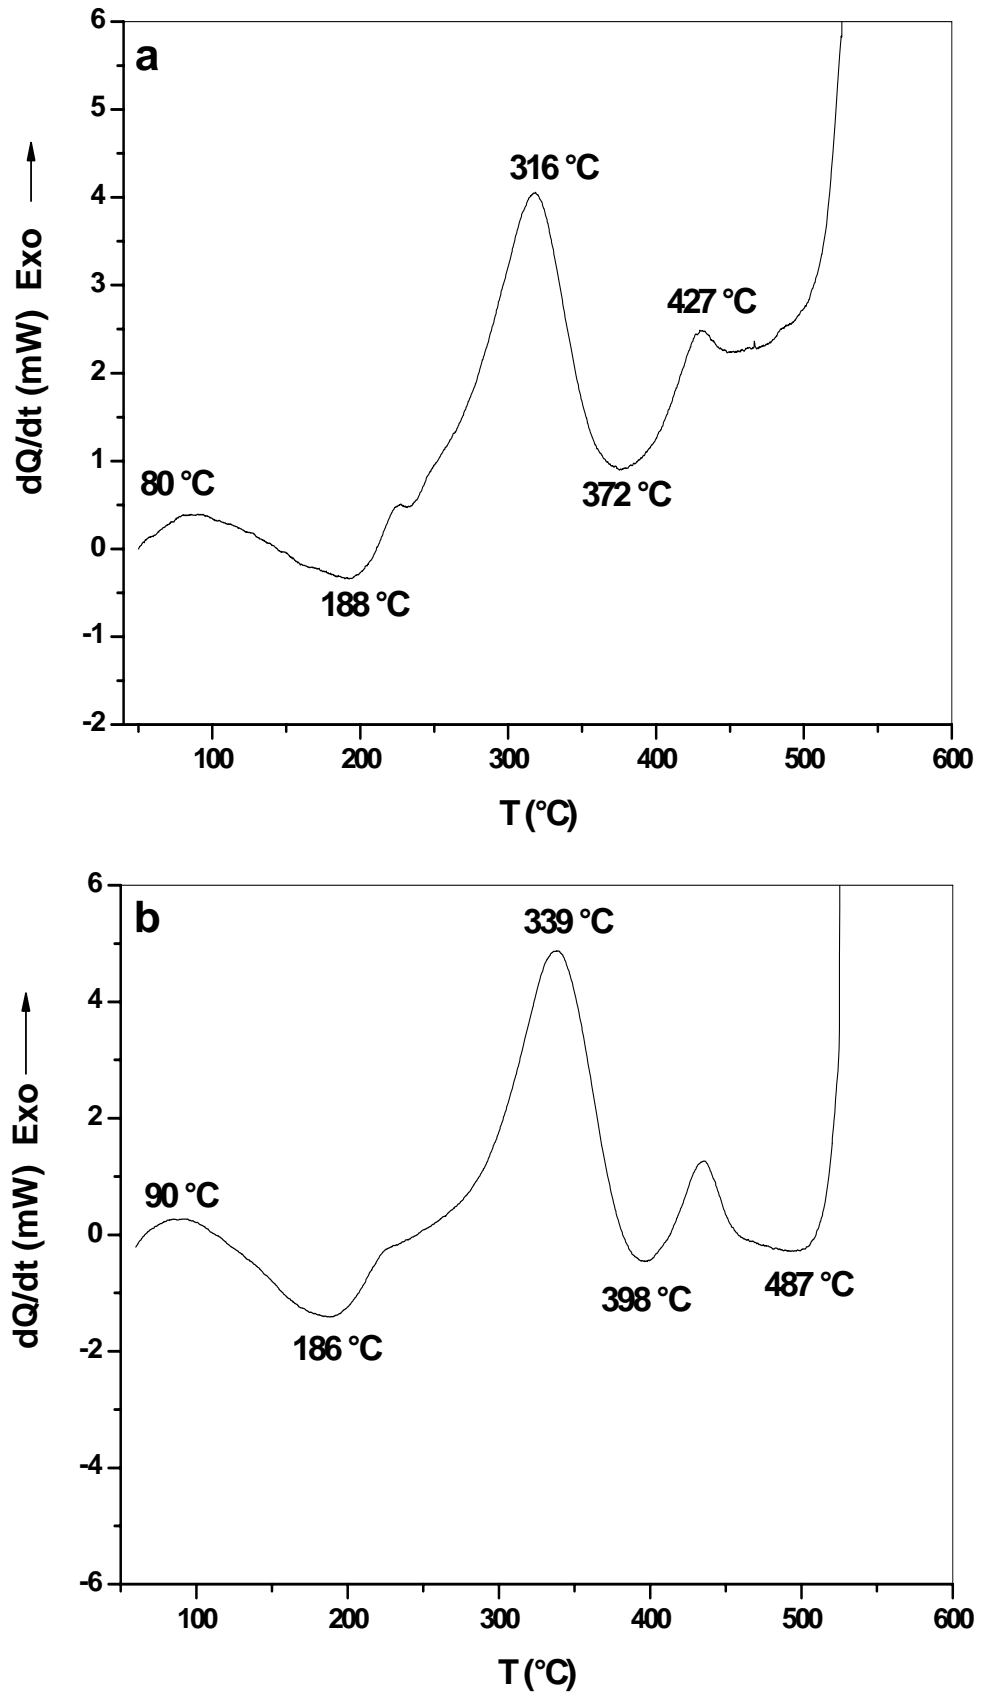 a
6
5
4
3
2
1
0
-1
-2
dQ/dt (mW) Exo
80 °C
188 °C
316 °C
372 °C
427 °C
100 200 300 400 500 600
T (°C)
b
6
4
2
0
-2
-4
-6
dQ/dt (mW) Exo
90 °C
186 °C
339 °C
398 °C
487 °C
100 200 300 400 500 600
T (°C)